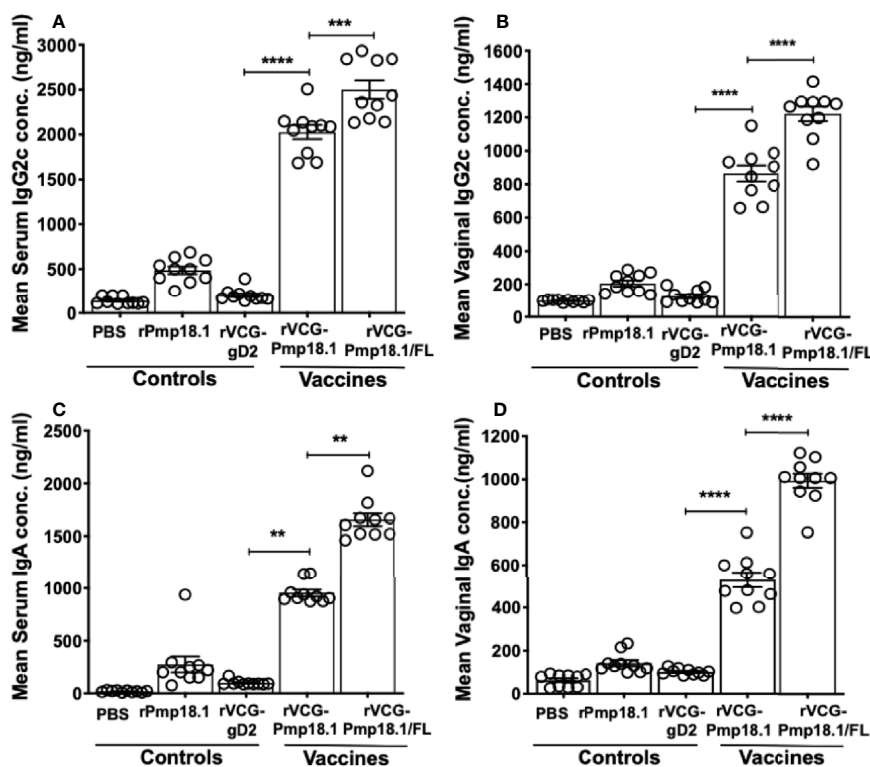 A
Mean Serum IgG2c conc. (ng/ml)
3000
2500
2000
1500
1000
500
0
****
***
PBS rPmp18.1 rVCG-gD2 rVCG-Pmp18.1 rVCG-Pmp18.1/FL
Controls Vaccines
B
Mean Vaginal IgG2c conc. (ng/ml)
1600
1400
1200
1000
800
600
400
200
0
****
****
PBS rPmp18.1 rVCG-gD2 rVCG-Pmp18.1 rVCG-Pmp18.1/FL
Controls Vaccines
C
Mean Serum IgA conc. (ng/ml)
2500
2000
1500
1000
500
0
**
**
PBS rPmp18.1 rVCG-gD2 rVCG-Pmp18.1 rVCG-Pmp18.1/FL
Controls Vaccines
D
Mean Vaginal IgA conc.(ng/ml)
1200
1000
800
600
400
200
0
****
****
PBS rPmp18.1 rVCG-gD2 rVCG-Pmp18.1 rVCG-Pmp18.1/FL
Controls Vaccines